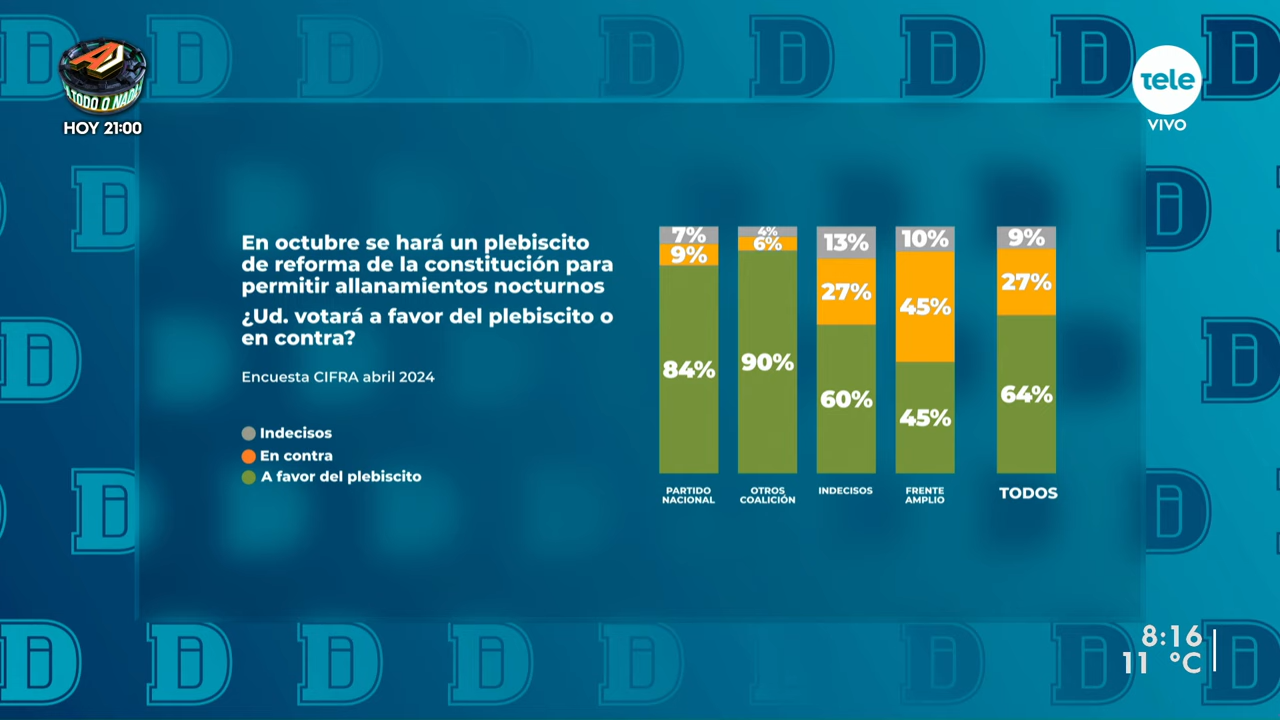 A TODO O NADA
HOY 21:00
tele
VIVO
En octubre se hará un plebiscito
de reforma de la constitución para
permitir allanamientos nocturnos
¿Ud. votará a favor del plebiscito o
en contra?
Encuesta CIFRA abril 2024
Indecisos
En contra
A favor del plebiscito
7%
9%
84%
PARTIDO
NACIONAL
4%
6%
90%
OTROS
COALICIÓN
13%
27%
60%
INDECISOS
10%
45%
45%
FRENTE
AMPLIO
9%
27%
64%
TODOS
8:16
11 °C